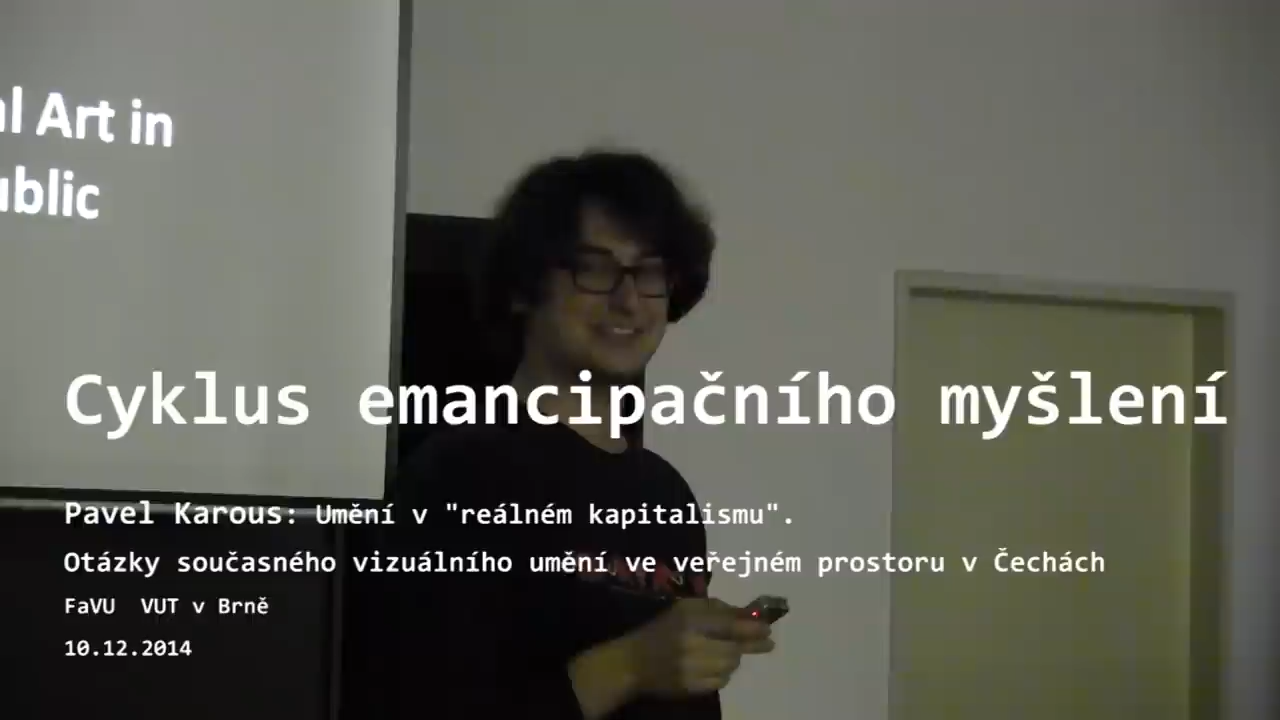 al Art in
ublic
Cyklus emancipačního myšlení
Pavel Karous: Umění v "reálném kapitalismu".
Otázky současného vizuálního umění ve veřejném prostoru v Čechách
FaVU VUT v Brně
10.12.2014